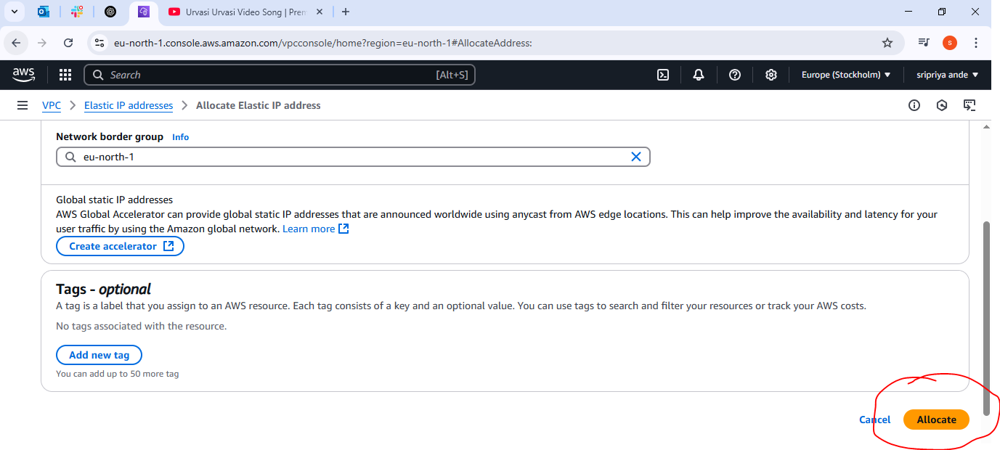 Urvasi Urvasi Video Song | Prem
eu-north-1.console.aws.amazon.com/vpcconsole/home?region=eu-north-1#AllocateAddress:
s
aws
Search
[Alt+S]
Europe (Stockholm)
sripriya ande
VPC
Elastic IP addresses
Allocate Elastic IP address
Network border group Info
eu-north-1
Global static IP addresses
AWS Global Accelerator can provide global static IP addresses that are announced worldwide using anycast from AWS edge locations. This can help improve the availability and latency for your
user traffic by using the Amazon global network. Learn more
Create accelerator
Tags - optional
A tag is a label that you assign to an AWS resource. Each tag consists of a key and an optional value. You can use tags to search and filter your resources or track your AWS costs.
No tags associated with the resource.
Add new tag
You can add up to 50 more tag
Cancel
Allocate